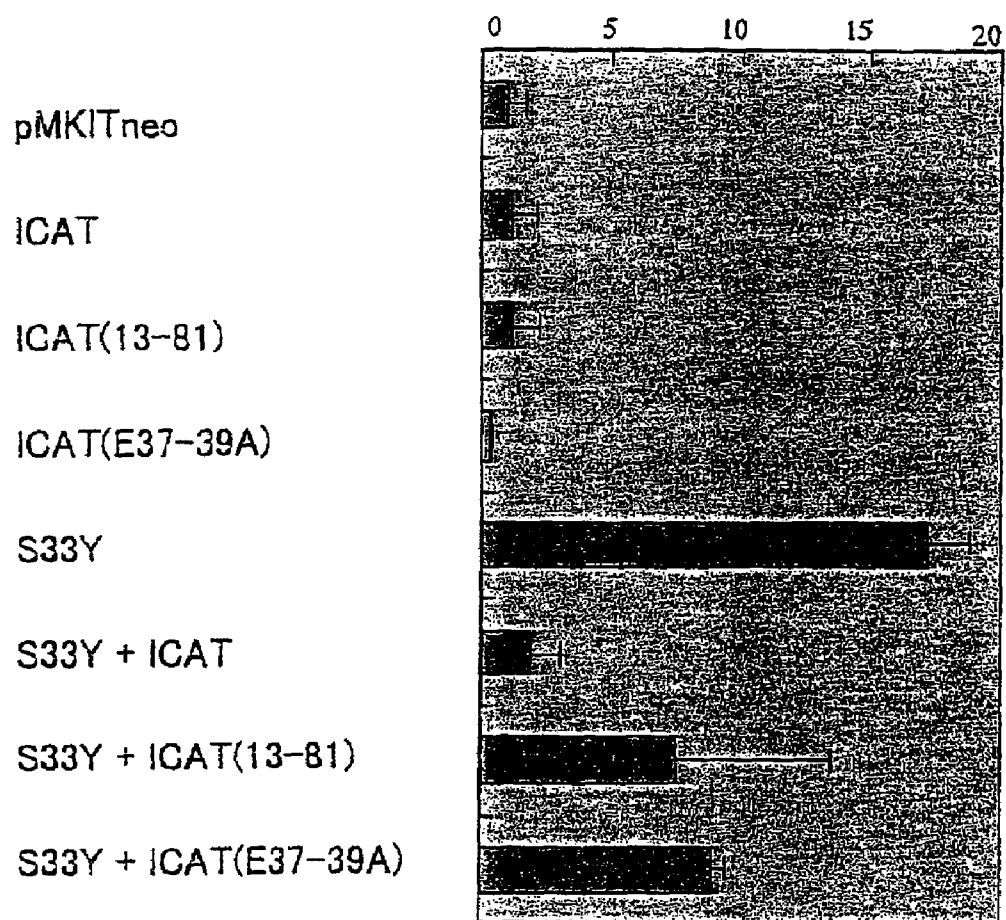 0 5 10 15 20
pMKITneo
ICAT
ICAT(13-81)
ICAT(E37-39A)
S33Y
S33Y + ICAT
S33Y + ICAT(13-81)
S33Y + ICAT(E37-39A)